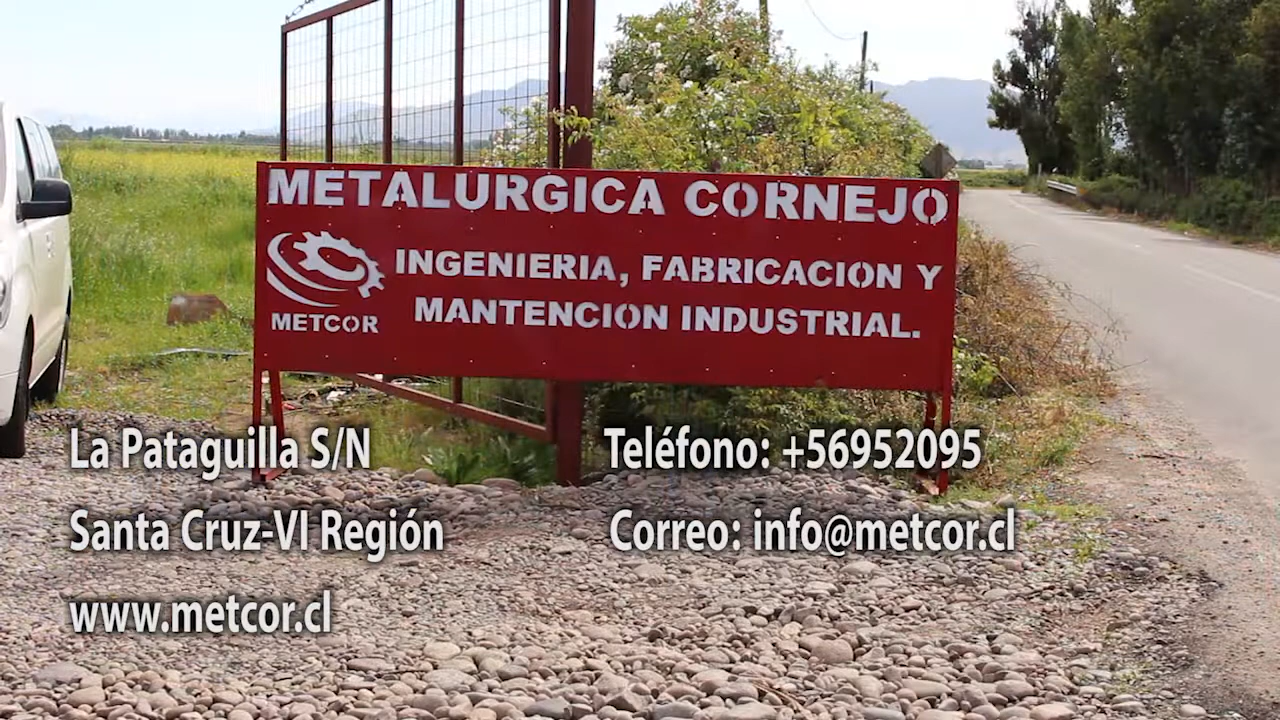 METALURGICA CORNEJO
INGENIERIA, FABRICACION Y
MANTENCION INDUSTRIAL.
METCOR
La Pataguilla S/N
Santa Cruz-VI Región
www.metcor.cl
Teléfono: +56952095
Correo: info@metcor.cl